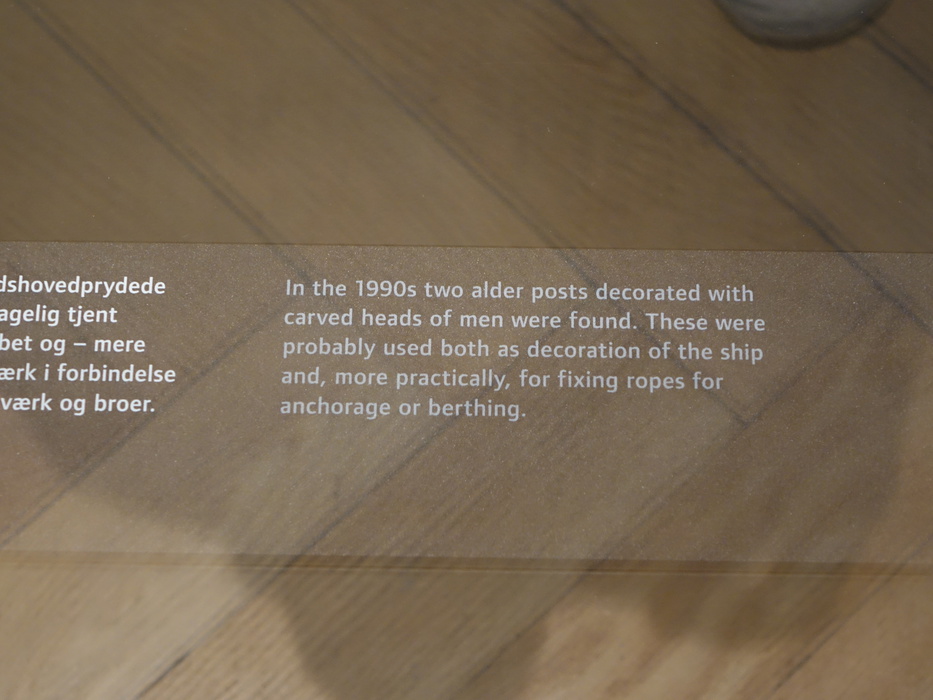 dshovedprydede
agelig tjent
bet og – mere
ærk i forbindelse
værk og broer.
In the 1990s two alder posts decorated with
carved heads of men were found. These were
probably used both as decoration of the ship
and, more practically, for fixing ropes for
anchorage or berthing.